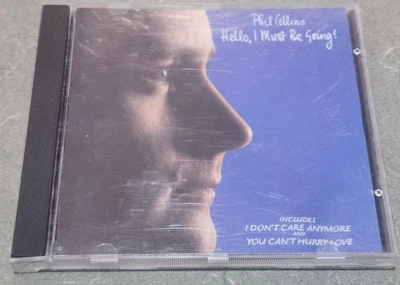 Phil Collins
Hello, I Must Be Going!
INCLUDES
I DON'T CARE ANYMORE
AND
YOU CAN'T HURRY LOVE